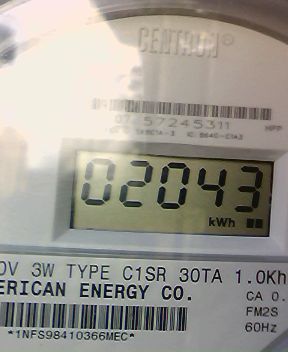 CENTRON®
07 57245311
HPP
02043
kWh
0V 3W TYPE C1SR 30TA 1.0Kh
ERICAN ENERGY CO.
CA 0.
FM2S
60Hz
*1NFS98410366MEC*